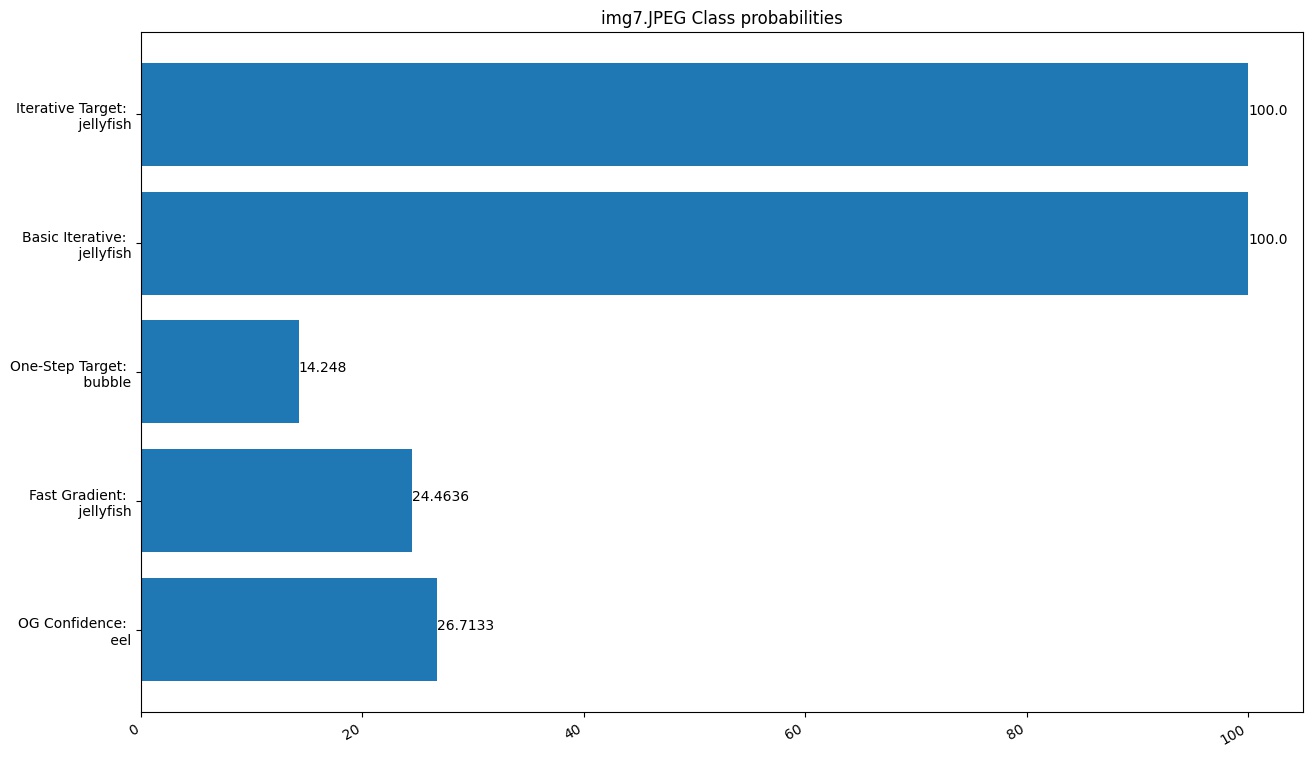 img7.JPEG Class probabilities
Iterative Target:
jellyfish
100.0
Basic Iterative:
jellyfish
100.0
One-Step Target:
bubble
14.248
Fast Gradient:
jellyfish
24.4636
OG Confidence:
eel
26.7133
0 20 40 60 80 100